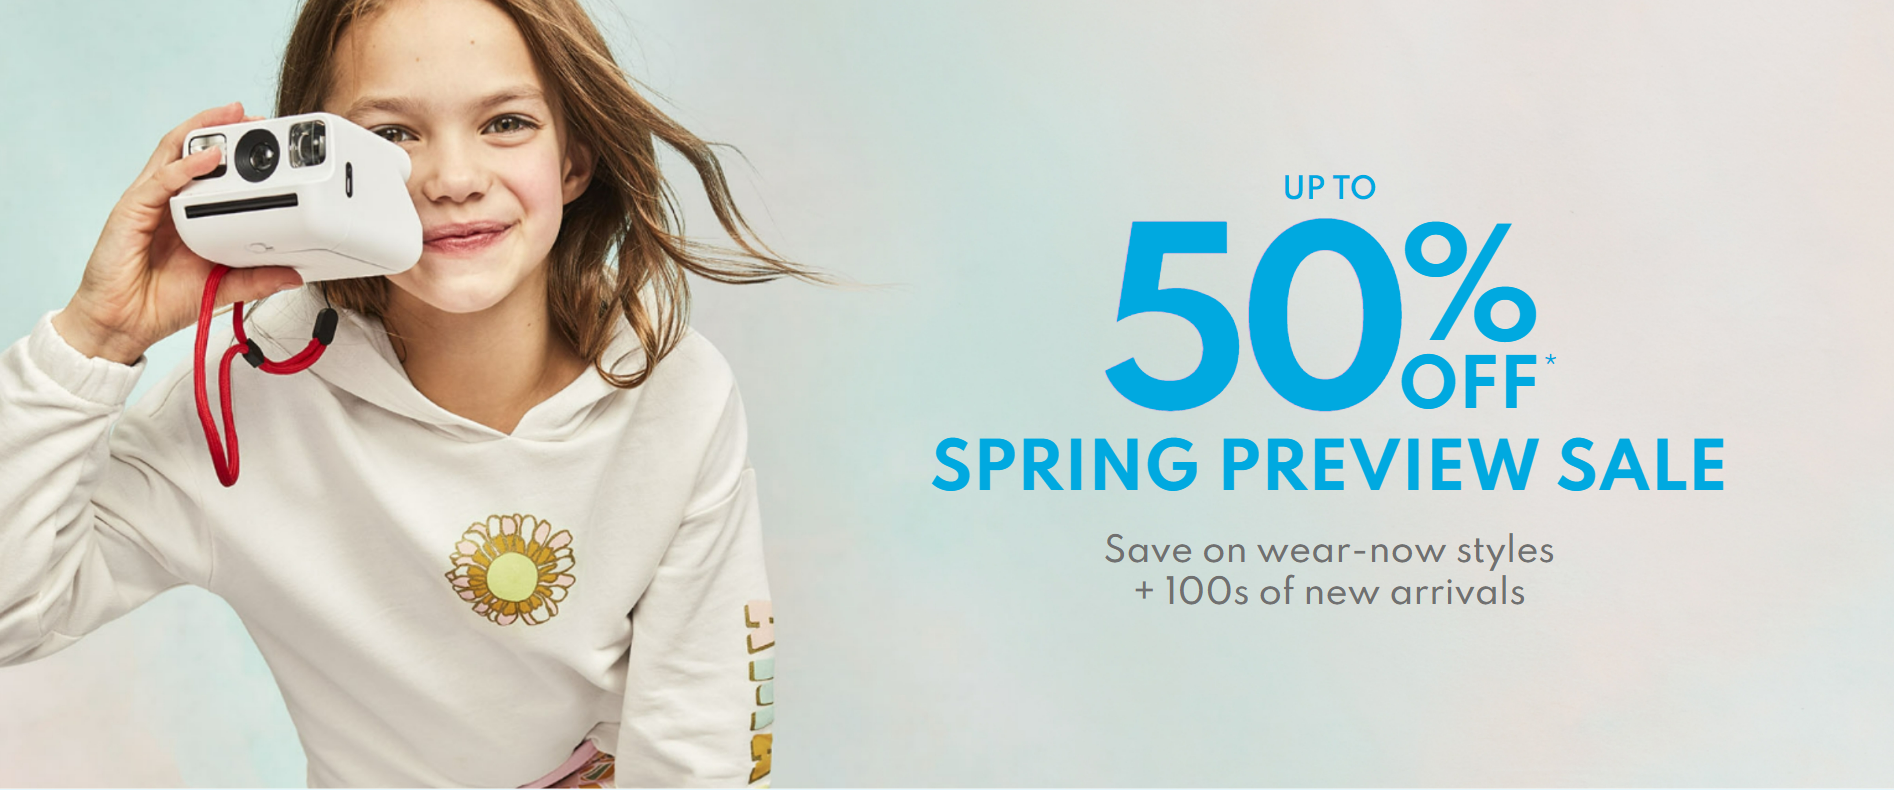 UP TO
50%
OFF*
SPRING PREVIEW SALE
Save on wear-now styles
+ 100s of new arrivals